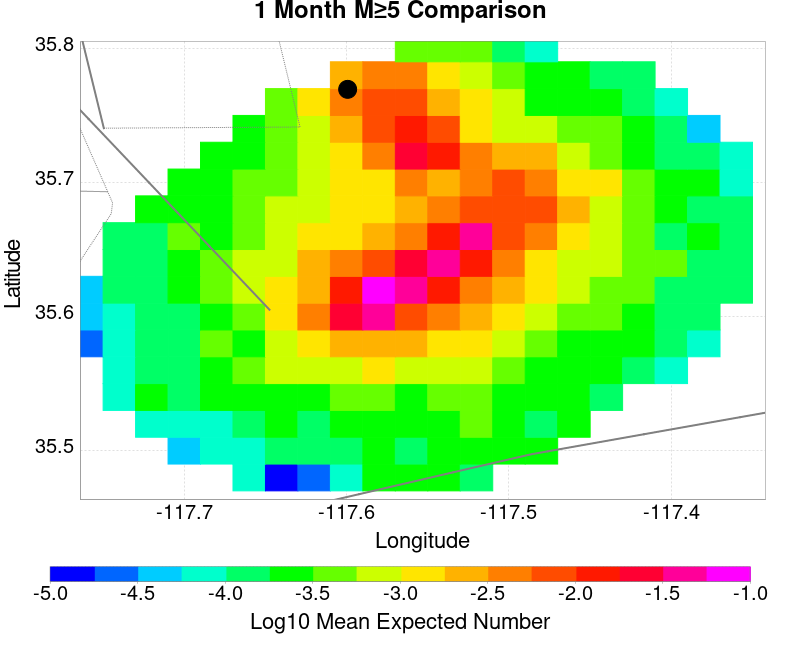 1 Month M≥5 Comparison
35.8
35.7
35.6
35.5
Latitude
-117.7 -117.6 -117.5 -117.4
Longitude
-5.0 -4.5 -4.0 -3.5 -3.0 -2.5 -2.0 -1.5 -1.0
Log10 Mean Expected Number